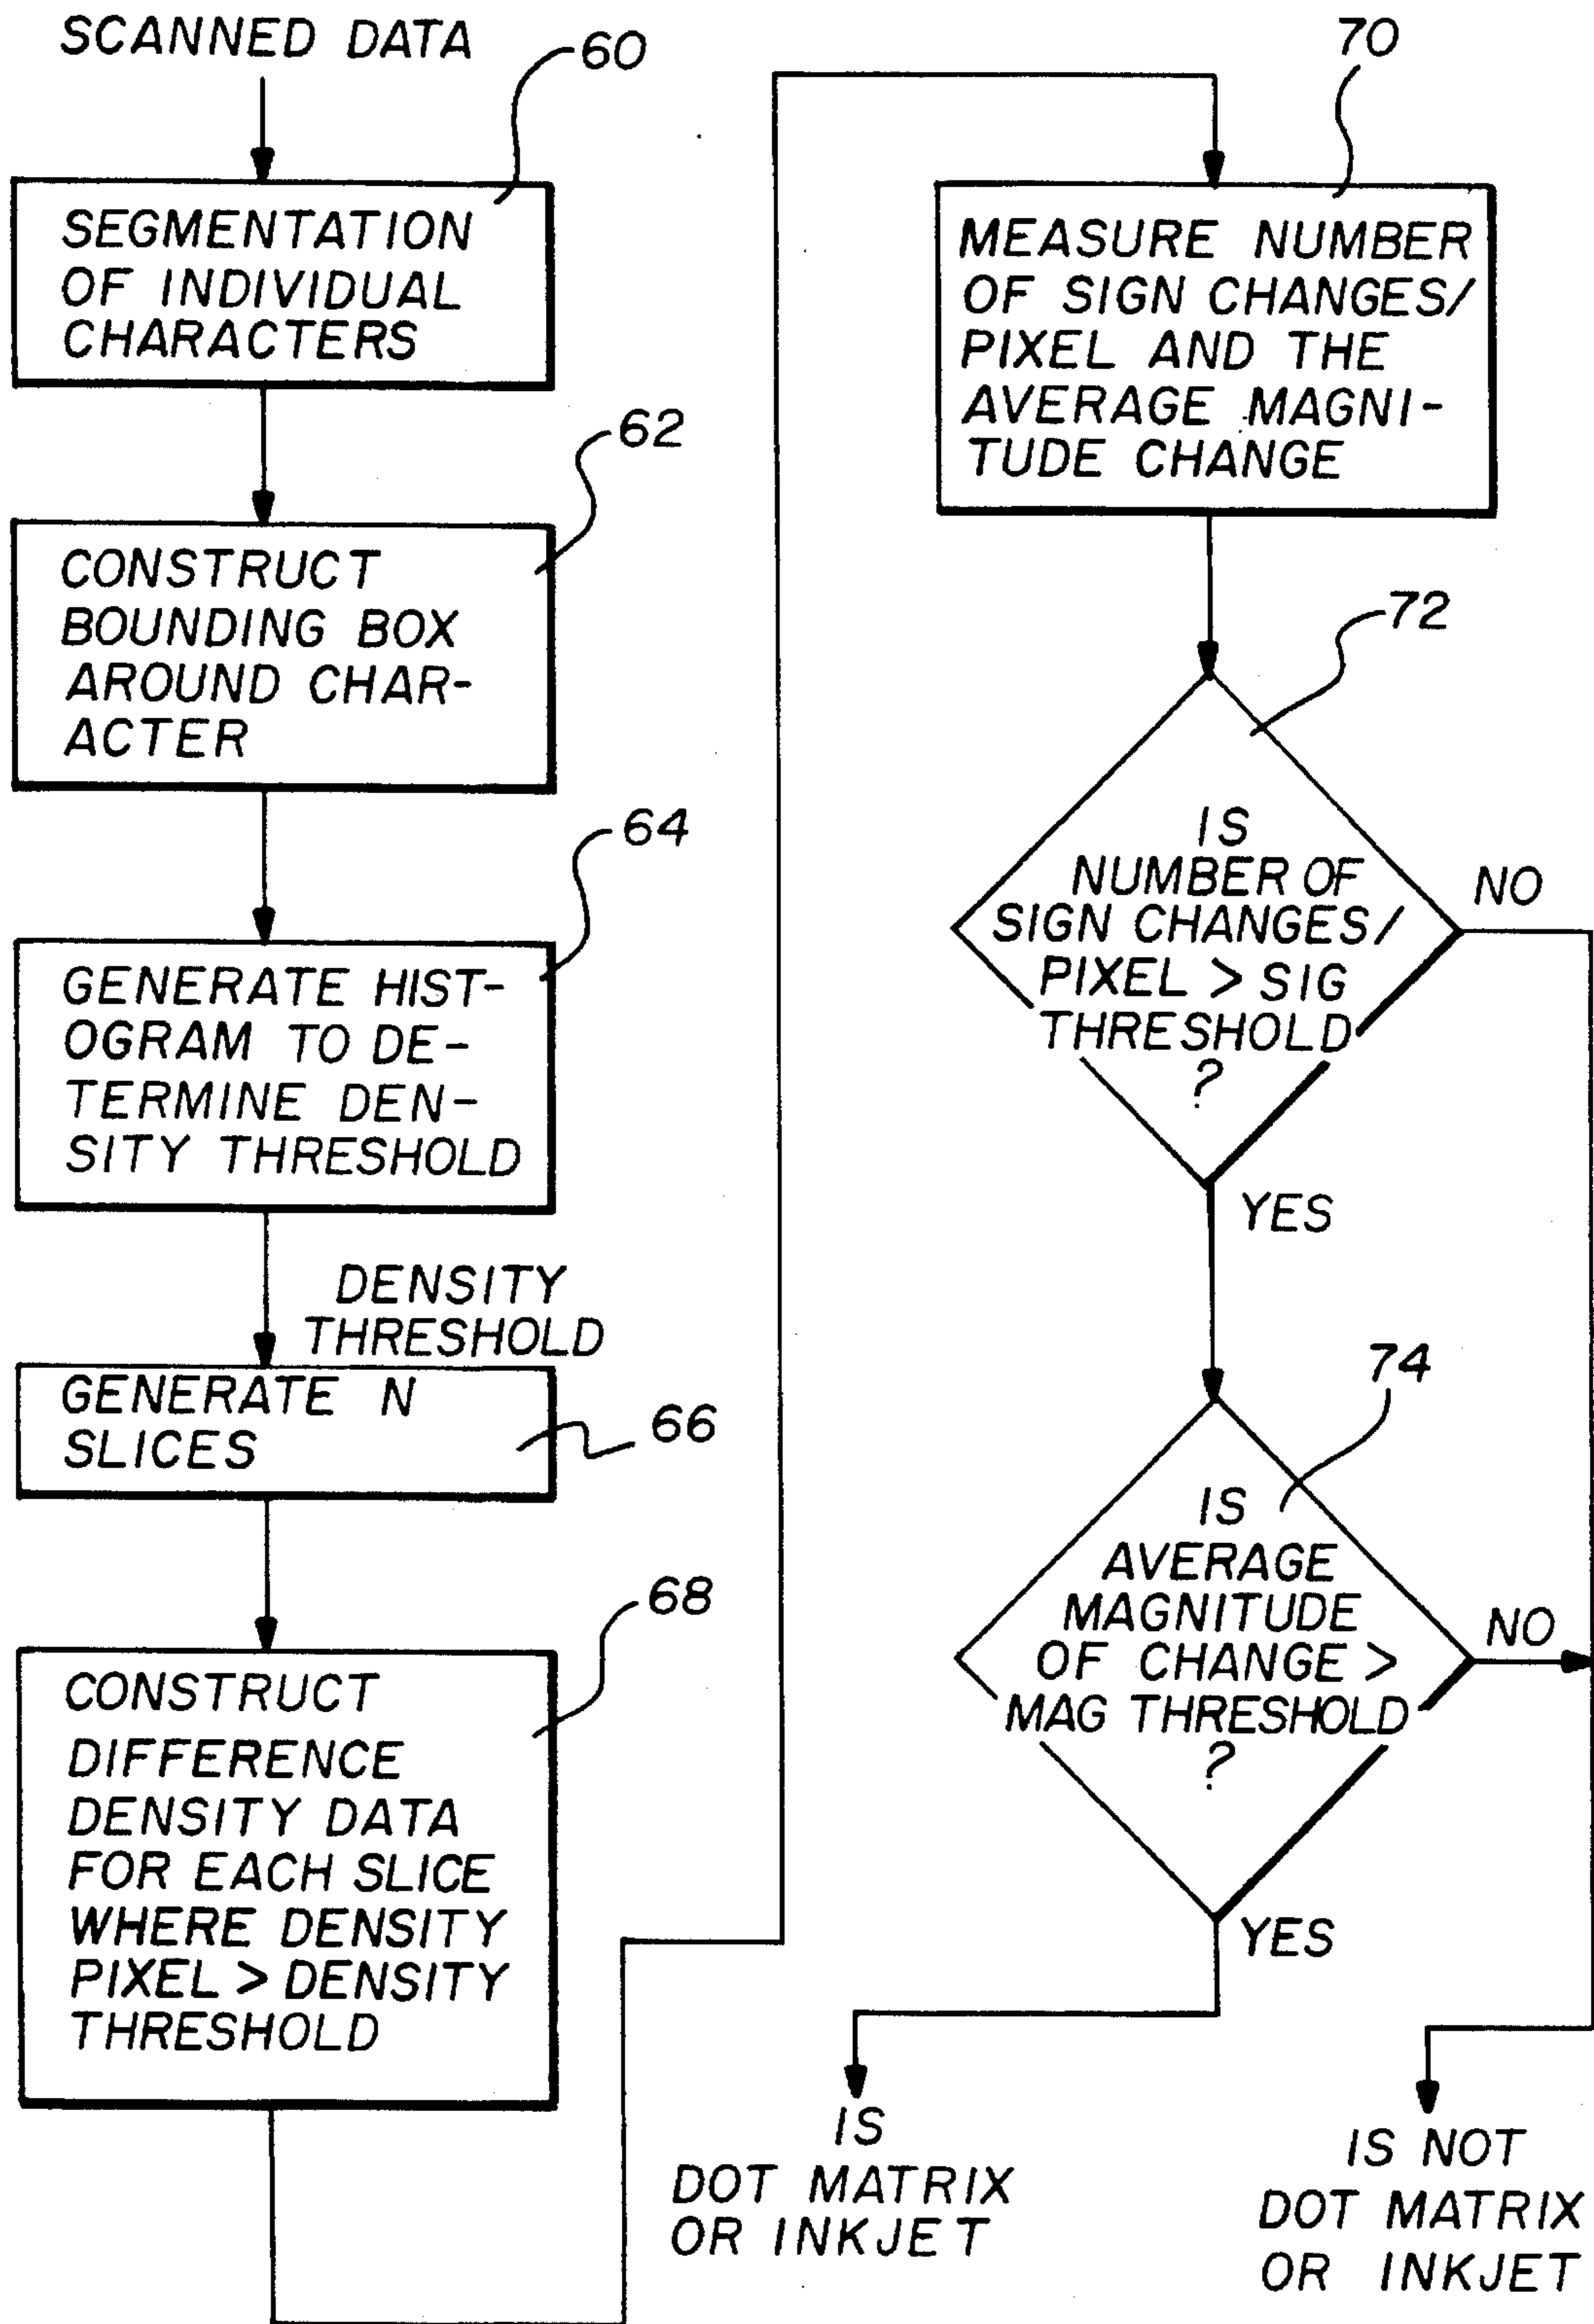 SCANNED DATA
60
SEGMENTATION
OF INDIVIDUAL
CHARACTERS
62
CONSTRUCT
BOUNDING BOX
AROUND CHAR-
ACTER
64
GENERATE HIST-
OGRAM TO DE-
TERMINE DEN-
SITY THRESHOLD
DENSITY
THRESHOLD
GENERATE N
SLICES
66
68
CONSTRUCT
DIFFERENCE
DENSITY DATA
FOR EACH SLICE
WHERE DENSITY
PIXEL > DENSITY
THRESHOLD
70
MEASURE NUMBER
OF SIGN CHANGES/
PIXEL AND THE
AVERAGE MAGNI-
TUDE CHANGE
72
IS
NUMBER OF
SIGN CHANGES/
PIXEL > SIG
THRESHOLD
?
NO
YES
74
IS
AVERAGE
MAGNITUDE
OF CHANGE >
MAG THRESHOLD
?
NO
YES
IS
DOT MATRIX
OR INKJET
IS NOT
DOT MATRIX
OR INKJET